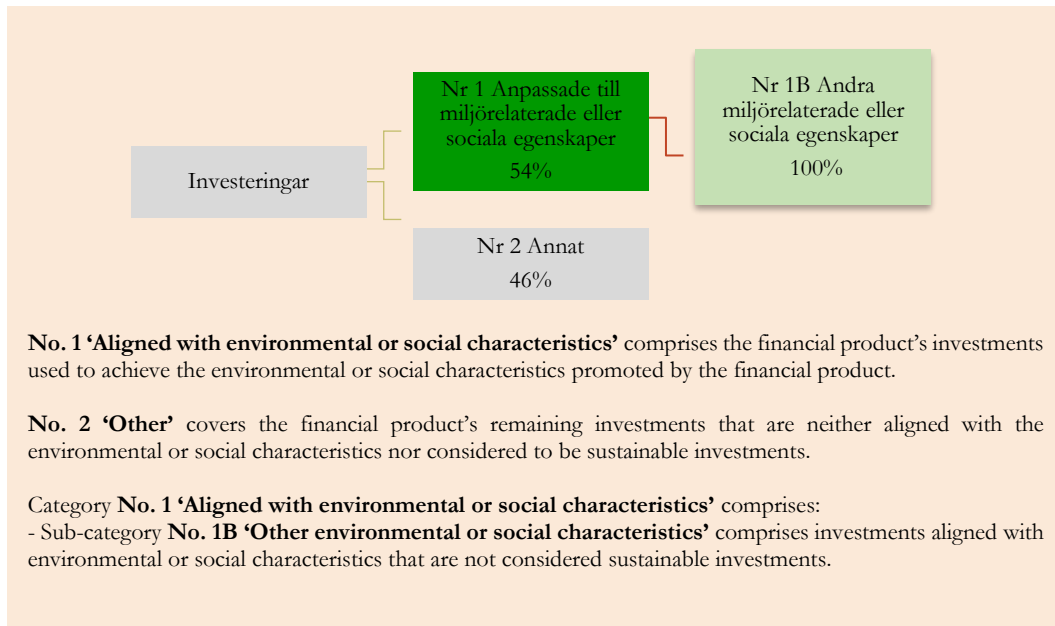 Investeringar
Nr 1 Anpassade till
miljörelaterade eller
sociala egenskaper
54%
Nr 1B Andra
miljörelaterade eller
sociala egenskaper
100%
Nr 2 Annat
46%
No. 1 ‘Aligned with environmental or social characteristics’ comprises the financial product’s investments
used to achieve the environmental or social characteristics promoted by the financial product.
No. 2 ‘Other’ covers the financial product’s remaining investments that are neither aligned with the
environmental or social characteristics nor considered to be sustainable investments.
Category No. 1 ‘Aligned with environmental or social characteristics’ comprises:
- Sub-category No. 1B ‘Other environmental or social characteristics’ comprises investments aligned with
environmental or social characteristics that are not considered sustainable investments.